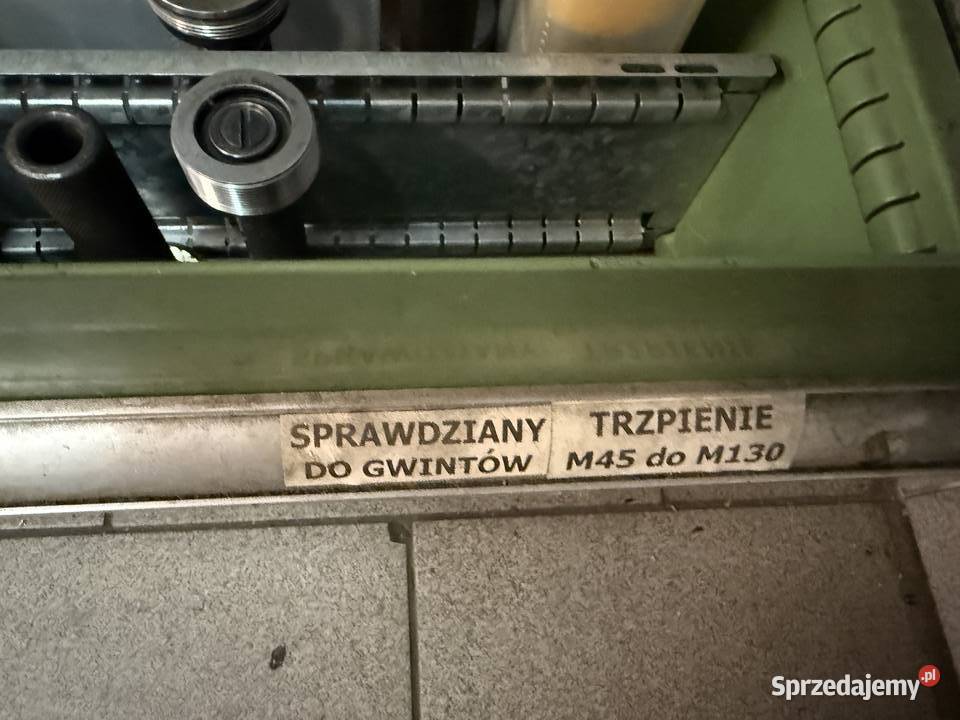 SPRAWDZIANY
DO GWINTÓW
TRZPIENIE
M45 do M130
Sprzedajemy.pl